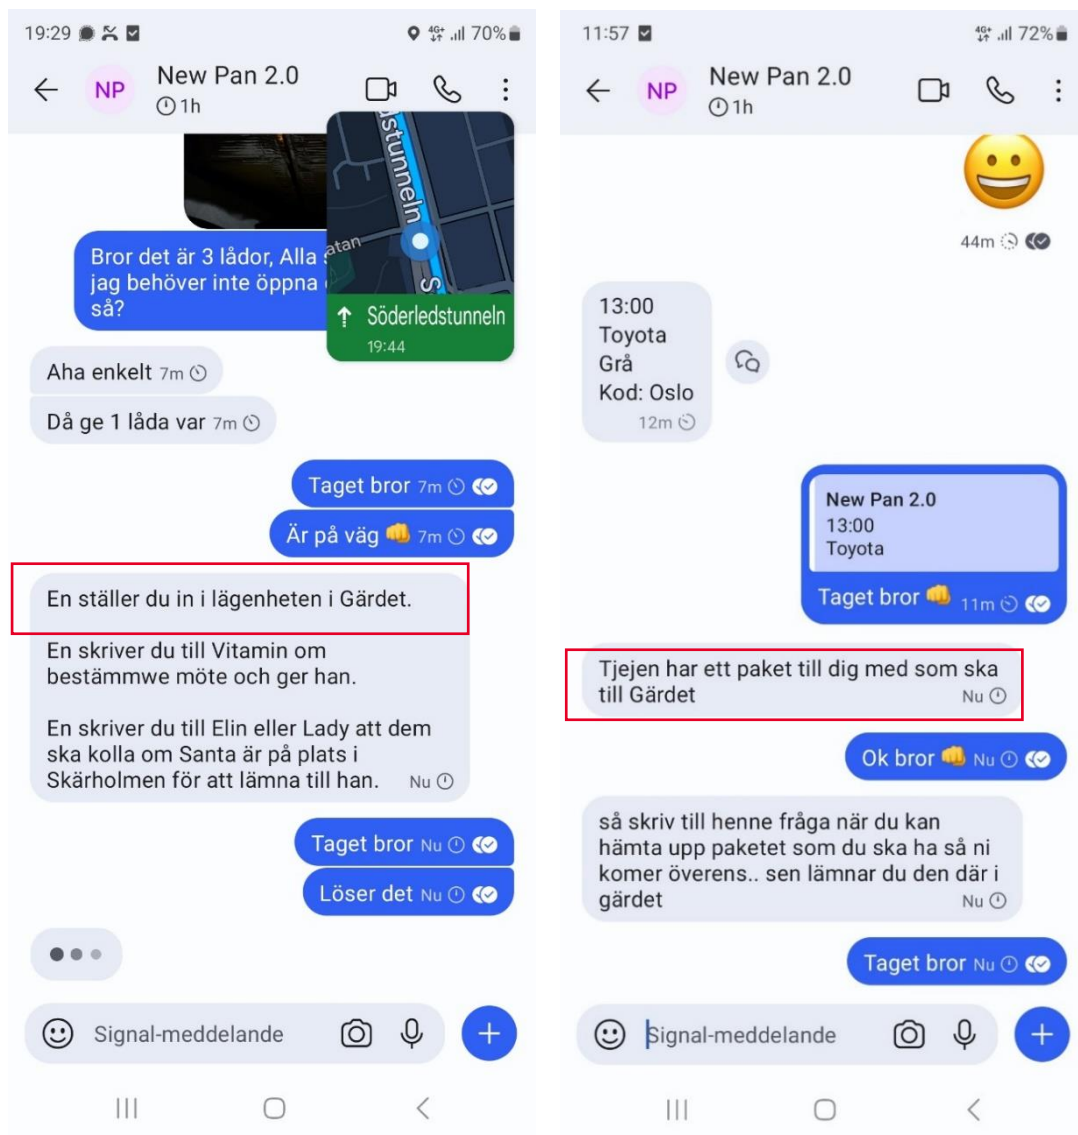 19:29
70%
NP
New Pan 2.0
1h
Bror det är 3 lådor, Alla
jag behöver inte öppna
så?
Söderledstunneln
19:44
Aha enkelt 7m
Då ge 1 låda var 7m
Taget bror 7m
Är på väg 👊 7m
En ställer du in i lägenheten i Gärdet.
En skriver du till Vitamin om
bestämmwe möte och ger han.
En skriver du till Elin eller Lady att dem
ska kolla om Santa är på plats i
Skärholmen för att lämna till han. Nu
Taget bror Nu
Löser det Nu
Signal-meddelande
11:57
4G+ 72%
NP
New Pan 2.0
1h
44m
13:00
Toyota
Grå
Kod: Oslo
12m
New Pan 2.0
13:00
Toyota
Taget bror 👊 11m
Tjejen har ett paket till dig med som ska
till Gärdet Nu
Ok bror 👊 Nu
så skriv till henne fråga när du kan
hämta upp paketet som du ska ha så ni
komer överens.. sen lämnar du den där i
gärdet Nu
Taget bror Nu
Signal-meddelande